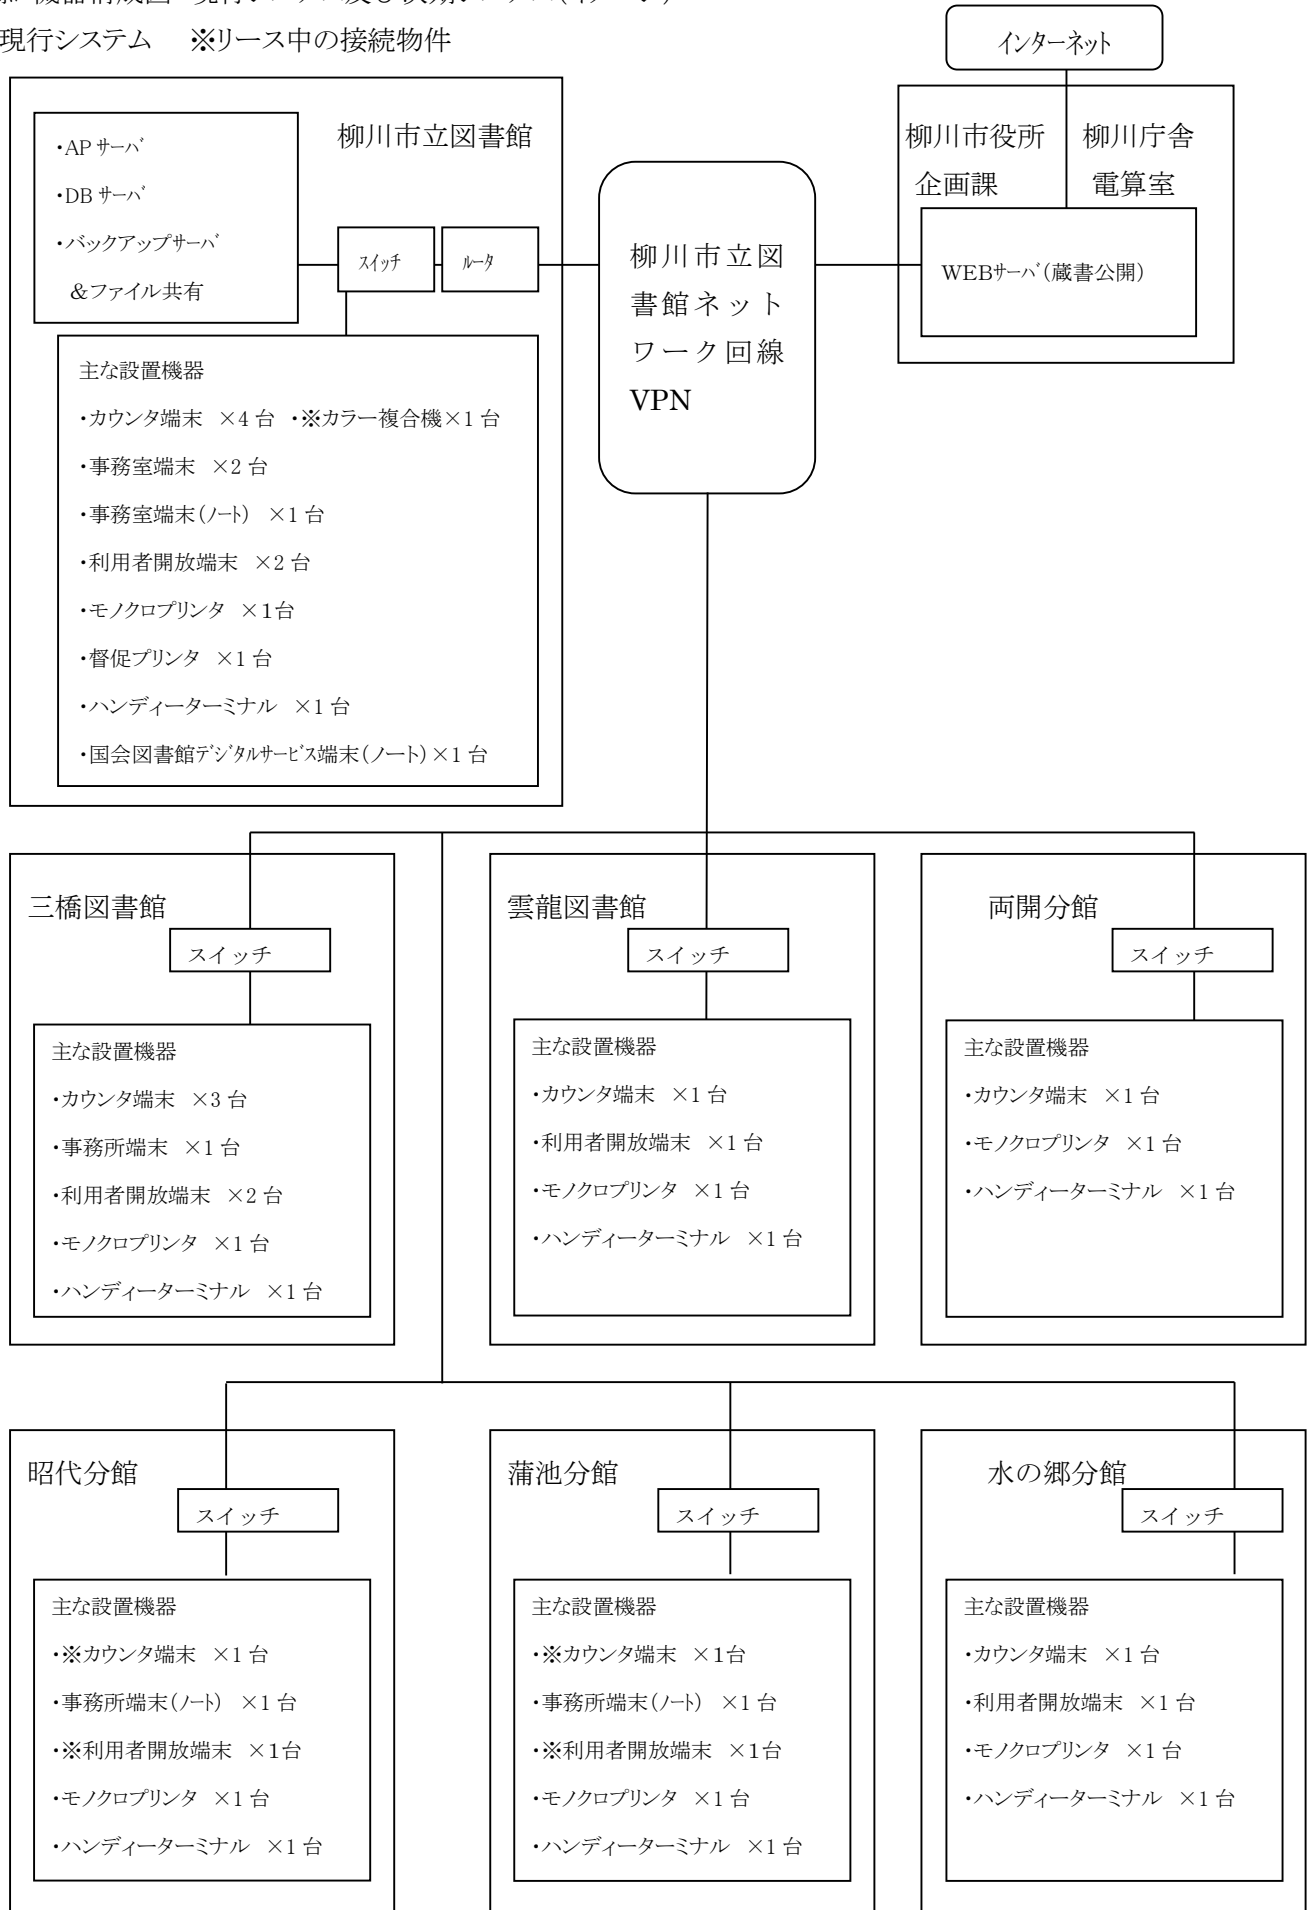 現行システム　※リース中の接続物件
インターネット
柳川市立図書館
・APサーバ
・DBサーバ
・バックアップサーバ
&ファイル共有
スイッチ
ルータ
主な設置機器
・カウンタ端末　×4台　・※カラー複合機×1台
・事務室端末　×2台
・事務室端末(ノート)　×1台
・利用者開放端末　×2台
・モノクロプリンタ　×1台
・督促プリンタ　×1台
・ハンディーターミナル　×1台
・国会図書館デジタルサービス端末(ノート)×1台
柳川市立図
書館ネット
ワーク回線
VPN
柳川市役所
企画課
柳川庁舎
電算室
WEBサーバ(蔵書公開)
三橋図書館
スイッチ
主な設置機器
・カウンタ端末　×3台
・事務所端末　×1台
・利用者開放端末　×2台
・モノクロプリンタ　×1台
・ハンディーターミナル　×1台
雲龍図書館
スイッチ
主な設置機器
・カウンタ端末　×1台
・利用者開放端末　×1台
・モノクロプリンタ　×1台
・ハンディーターミナル　×1台
両開分館
スイッチ
主な設置機器
・カウンタ端末　×1台
・モノクロプリンタ　×1台
・ハンディーターミナル　×1台
昭代分館
スイッチ
主な設置機器
・※カウンタ端末　×1台
・事務所端末(ノート)　×1台
・※利用者開放端末　×1台
・モノクロプリンタ　×1台
・ハンディーターミナル　×1台
蒲池分館
スイッチ
主な設置機器
・※カウンタ端末　×1台
・事務所端末(ノート)　×1台
・※利用者開放端末　×1台
・モノクロプリンタ　×1台
・ハンディーターミナル　×1台
水の郷分館
スイッチ
主な設置機器
・カウンタ端末　×1台
・利用者開放端末　×1台
・モノクロプリンタ　×1台
・ハンディーターミナル　×1台